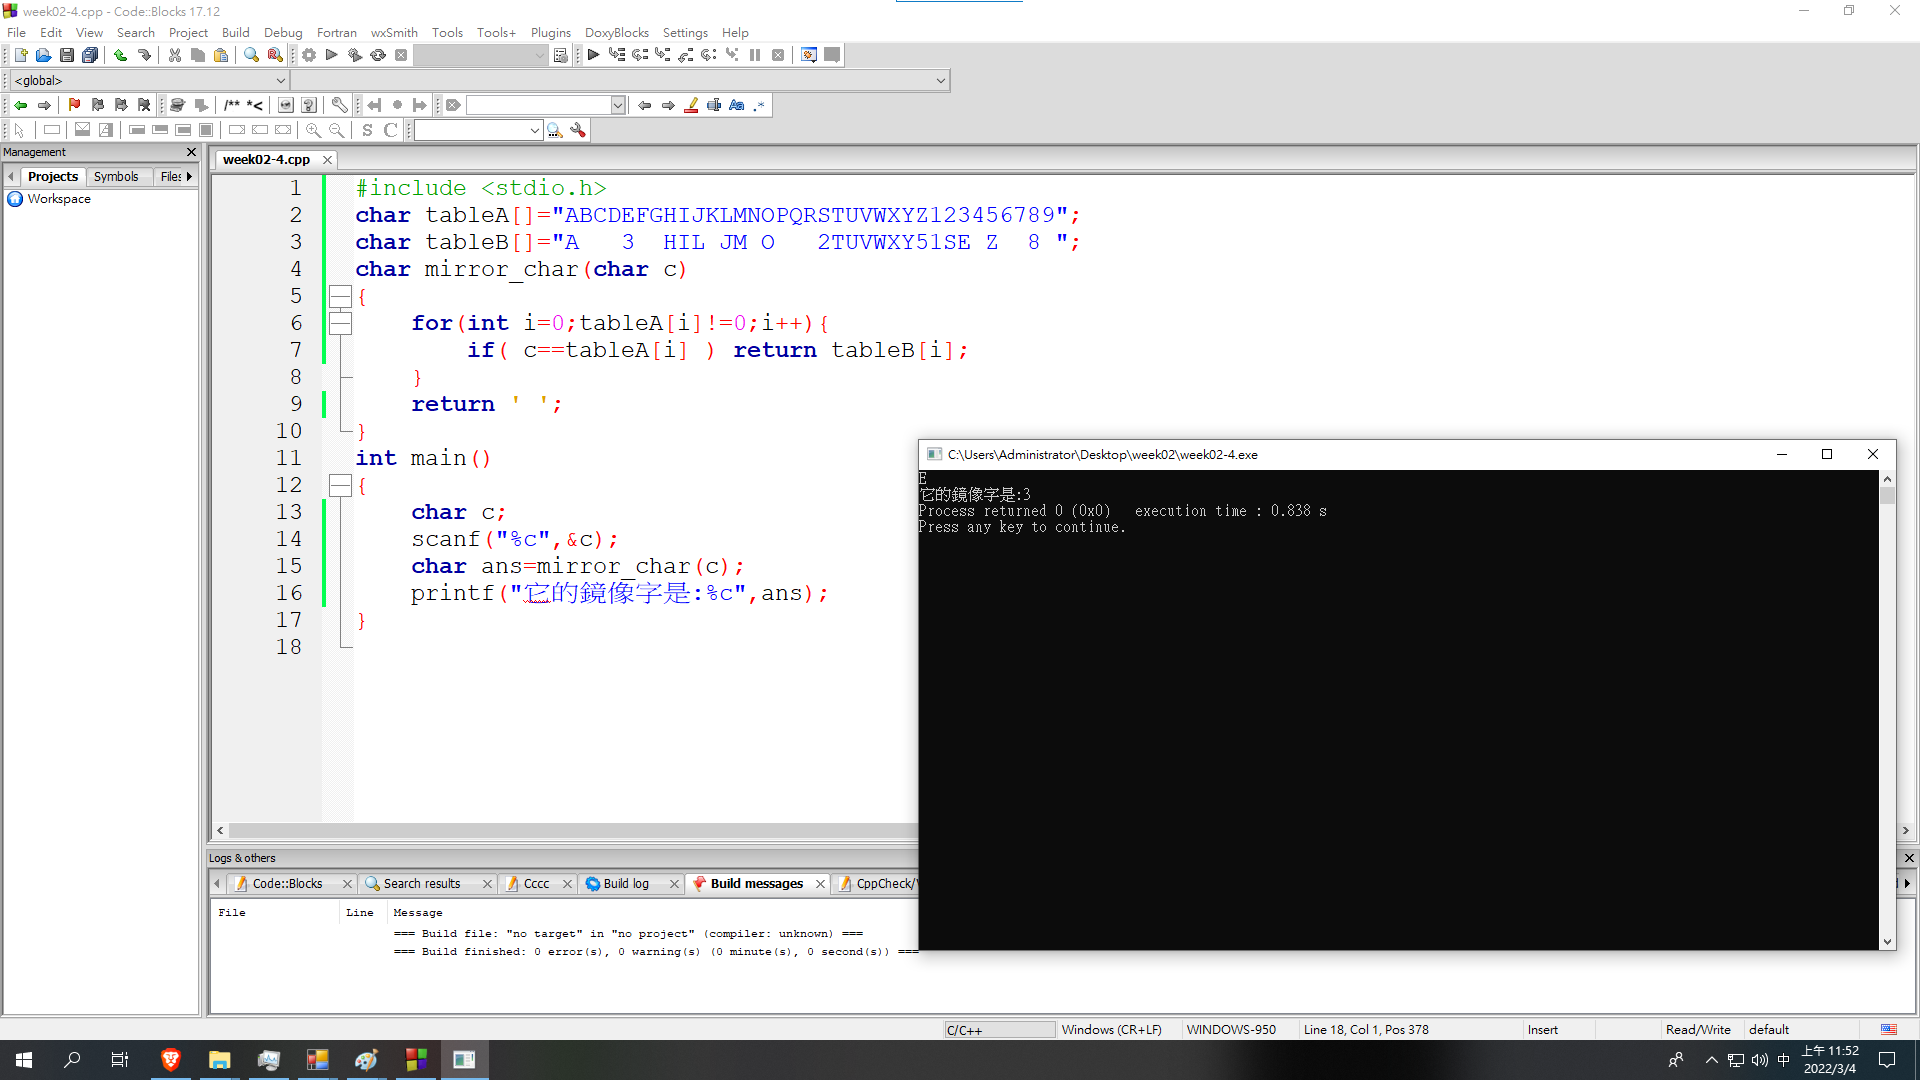 week02-4.cpp - Code::Blocks 17.12
File Edit View Search Project Build Debug Fortran wxSmith Tools Tools+ Plugins DoxyBlocks Settings Help
<global>
/** *<
S C
Management
Projects Symbols Files
Workspace
week02-4.cpp
1 #include <stdio.h>
2 char tableA[]="ABCDEFGHIJKLMNOPQRSTUVWXYZ123456789";
3 char tableB[]="A   3  HIL JM O   2TUVWXY51SE Z  8 ";
4 char mirror_char(char c)
5 {
6     for(int i=0;tableA[i]!=0;i++){
7         if( c==tableA[i] ) return tableB[i];
8     }
9     return ' ';
10 }
11 int main()
12 {
13     char c;
14     scanf("%c",&c);
15     char ans=mirror_char(c);
16     printf("它的鏡像字是:%c",ans);
17 }
18
C:\Users\Administrator\Desktop\week02\week02-4.exe
E
它的鏡像字是:3
Process returned 0 (0x0)   execution time : 0.838 s
Press any key to continue.
Logs & others
Code::Blocks Search results Cccc Build log Build messages CppCheck/
File Line Message
=== Build file: "no target" in "no project" (compiler: unknown) ===
=== Build finished: 0 error(s), 0 warning(s) (0 minute(s), 0 second(s)) ===
C/C++ Windows (CR+LF) WINDOWS-950 Line 18, Col 1, Pos 378 Insert Read/Write default
中 上午 11:52
2022/3/4